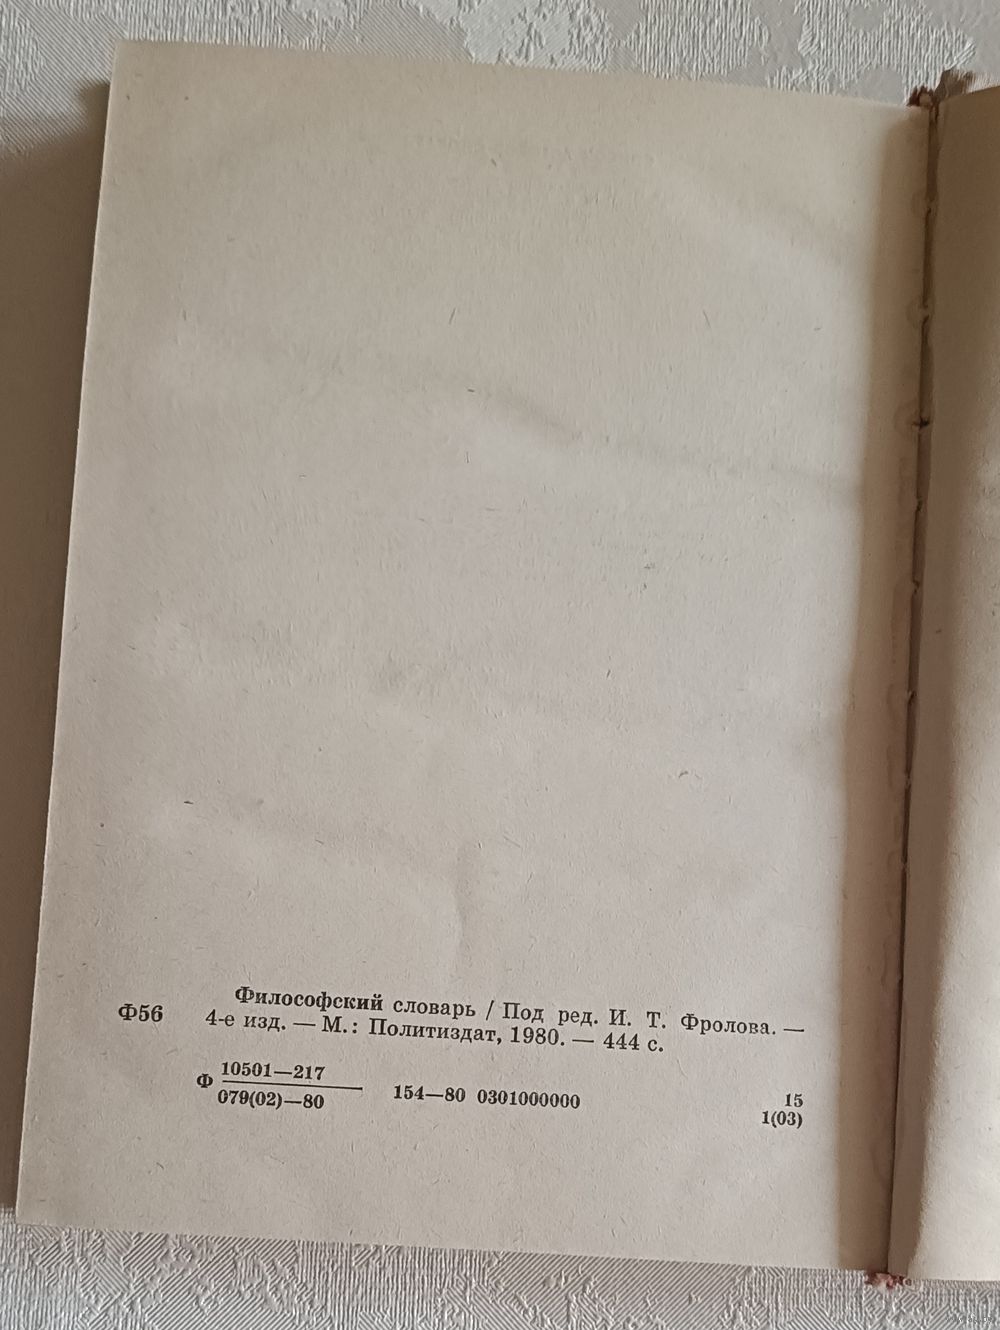 Философский словарь / Под ред. И. Т. Фролова. —
Ф56 4-е изд. — М.: Политиздат, 1980. — 444 с.
10501—217
Ф 154—80 0301000000 15
079(02)—80 1(03)